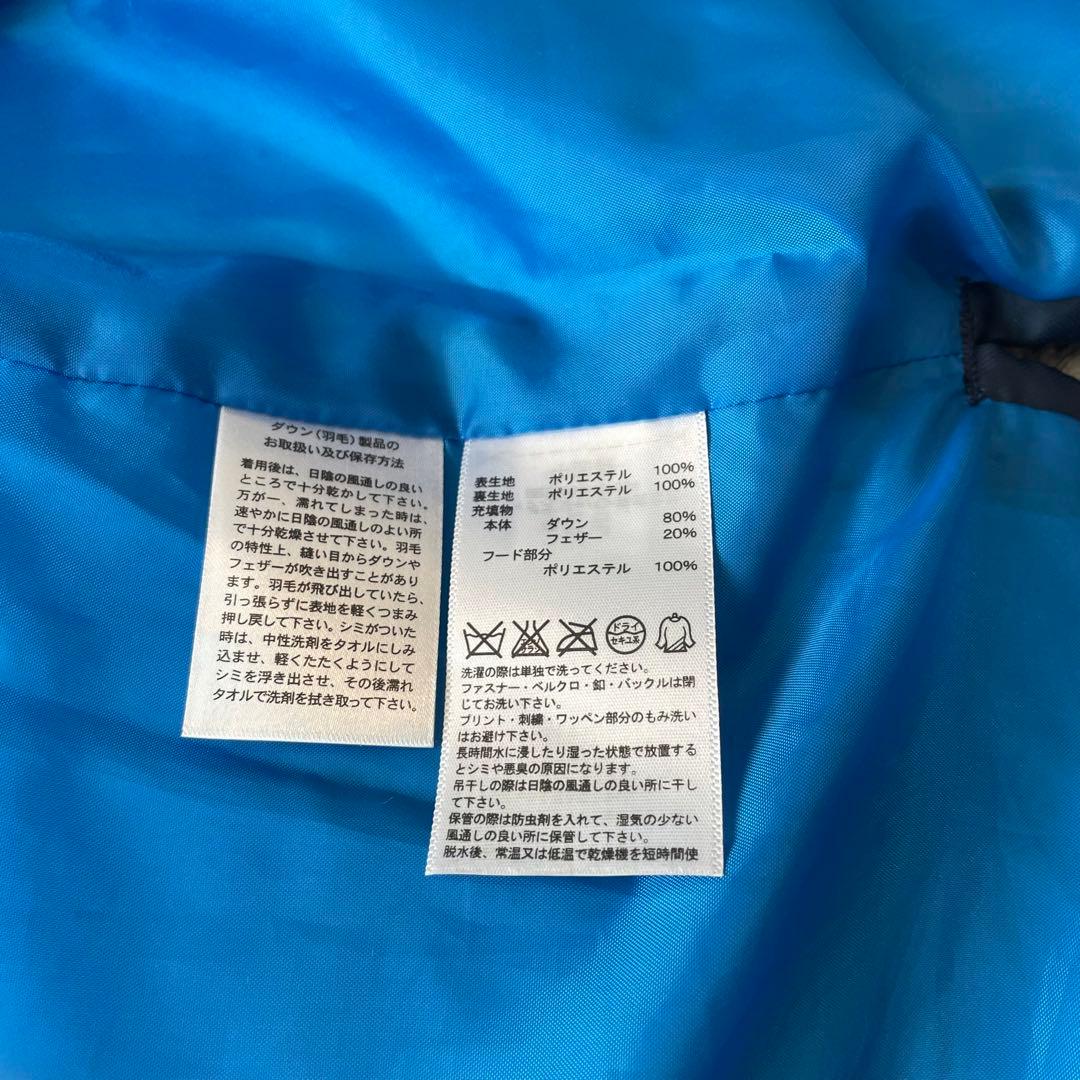 ダウン(羽毛)製品の
お取扱い及び保存方法
着用後は、日陰の風通しの良い
ところで十分乾かして下さい。
万が一、濡れてしまった時は、
速やかに日陰の風通しのよい所
で十分乾燥させて下さい。羽毛
の特性上、縫い目からダウンや
フェザーが吹き出すことがあり
ます。羽毛が飛び出していたら、
引っ張らずに表地を軽くつまみ
押し戻して下さい。シミがついた
時は、中性洗剤をタオルにしみ
込ませ、軽くたたくようにして
シミを浮き出させ、その後濡れ
タオルで洗剤を拭き取って下さい。
表生地 ポリエステル 100%
裏生地 ポリエステル 100%
充填物
本体 ダウン 80%
フェザー 20%
フード部分
ポリエステル 100%
ドライ
セキユ系
洗濯の際は単独で洗ってください。
ファスナー・ベルクロ・釦・バックルは閉
じてお洗い下さい。
プリント・刺繍・ワッペン部分のもみ洗い
はお避け下さい。
長時間水に浸したり湿った状態で放置する
とシミや悪臭の原因になります。
吊干しの際は日陰の風通しの良い所に干し
て下さい。
保管の際は防虫剤を入れて、湿気の少ない
風通しの良い所に保管して下さい。
脱水後、常温又は低温で乾燥機を短時間使